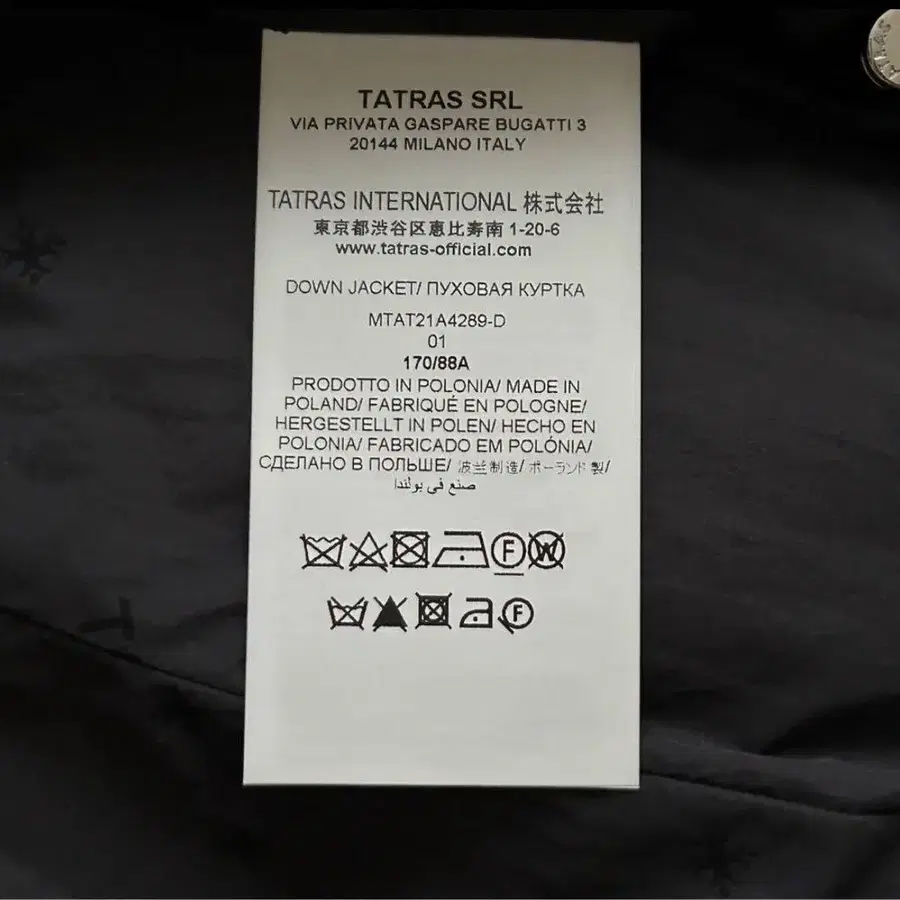 TATRAS SRL
VIA PRIVATA GASPARE BUGATTI 3
20144 MILANO ITALY
TATRAS INTERNATIONAL 株式会社
東京都渋谷区恵比寿南 1-20-6
www.tatras-official.com
DOWN JACKET/ ПУХОВАЯ КУРТКА
MTAT21A4289-D
01
170/88A
PRODOTTO IN POLONIA/ MADE IN
POLAND/ FABRIQUÉ EN POLOGNE/
HERGESTELLT IN POLEN/ HECHO EN
POLONIA/ FABRICADO EM POLÓNIA/
СДЕЛАНО В ПОЛЬШЕ/ 波兰制造/ ポーランド 製/
صنع في بولندا
F W
F